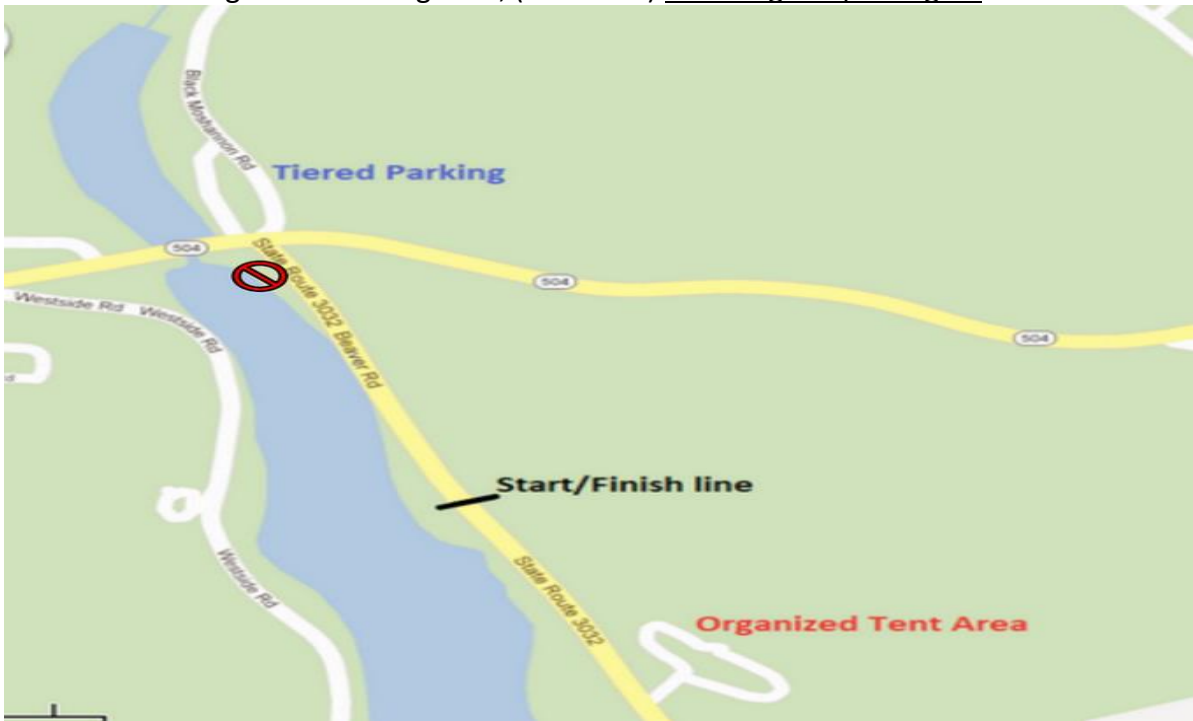 Black Moshannon Rd
Tiered Parking
504
State Route 3032 Beaver Rd
504
504
Westside Rd
Westside Rd
Start/Finish line
Westside Rd
State Route 3032
Organized Tent Area